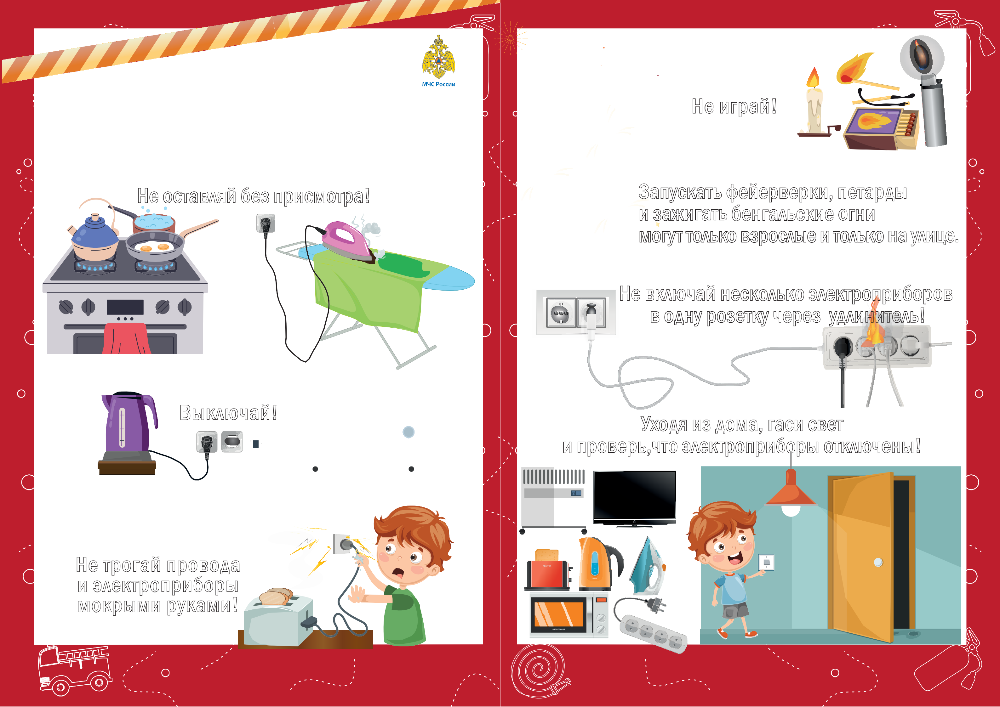 МЧС России
Не оставляй без присмотра!
Выключай!
Не трогай провода
и электроприборы
мокрыми руками!
Не играй!
Запускать фейерверки, петарды
и зажигать бенгальские огни
могут только взрослые и только на улице.
Не включай несколько электроприборов
в одну розетку через удлинитель!
Уходя из дома, гаси свет
и проверь,что электроприборы отключены!
TOASTER
MICROWAVE